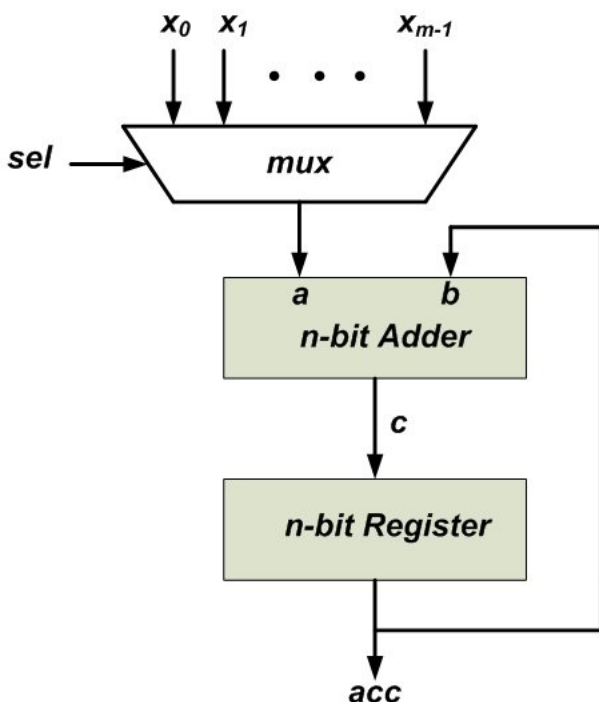 x0 x1 • • • xm-1
sel
mux
a b
n-bit Adder
c
n-bit Register
acc